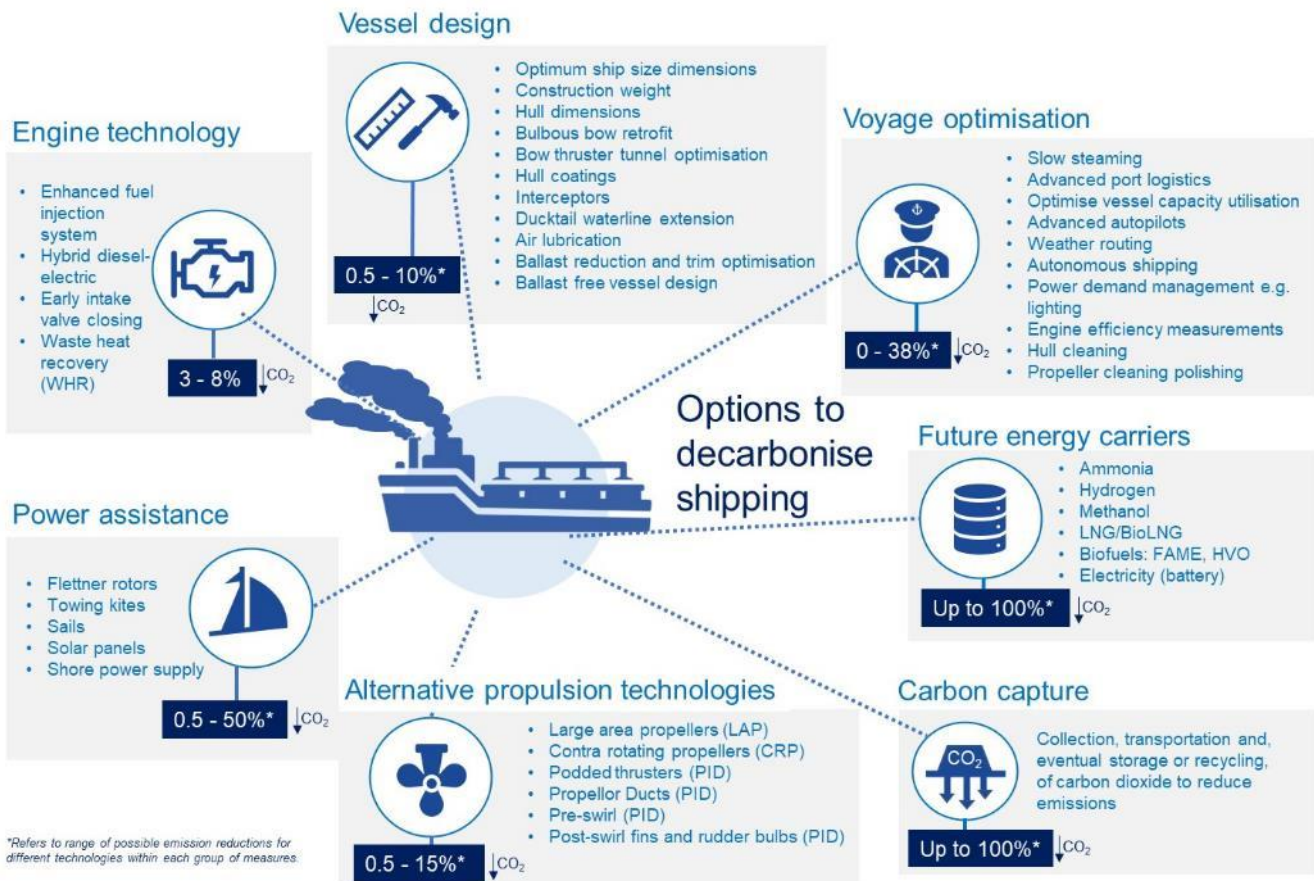 Vessel design
• Optimum ship size dimensions
• Construction weight
• Hull dimensions
• Bulbous bow retrofit
• Bow thruster tunnel optimisation
• Hull coatings
• Interceptors
• Ducktail waterline extension
• Air lubrication
• Ballast reduction and trim optimisation
• Ballast free vessel design
0.5 - 10%*
↓CO₂
Engine technology
• Enhanced fuel
injection
system
• Hybrid diesel-
electric
• Early intake
valve closing
• Waste heat
recovery
(WHR)
3 - 8% ↓CO₂
Voyage optimisation
• Slow steaming
• Advanced port logistics
• Optimise vessel capacity utilisation
• Advanced autopilots
• Weather routing
• Autonomous shipping
• Power demand management e.g.
lighting
• Engine efficiency measurements
• Hull cleaning
• Propeller cleaning polishing
0 - 38%* ↓CO₂
Options to
decarbonise
shipping
Future energy carriers
• Ammonia
• Hydrogen
• Methanol
• LNG/BioLNG
• Biofuels: FAME, HVO
• Electricity (battery)
Up to 100%* ↓CO₂
Power assistance
• Flettner rotors
• Towing kites
• Sails
• Solar panels
• Shore power supply
0.5 - 50%* ↓CO₂
Alternative propulsion technologies
• Large area propellers (LAP)
• Contra rotating propellers (CRP)
• Podded thrusters (PID)
• Propellor Ducts (PID)
• Pre-swirl (PID)
• Post-swirl fins and rudder bulbs (PID)
0.5 - 15%* ↓CO₂
Carbon capture
CO₂
Collection, transportation and,
eventual storage or recycling,
of carbon dioxide to reduce
emissions
Up to 100%* ↓CO₂
*Refers to range of possible emission reductions for
different technologies within each group of measures.